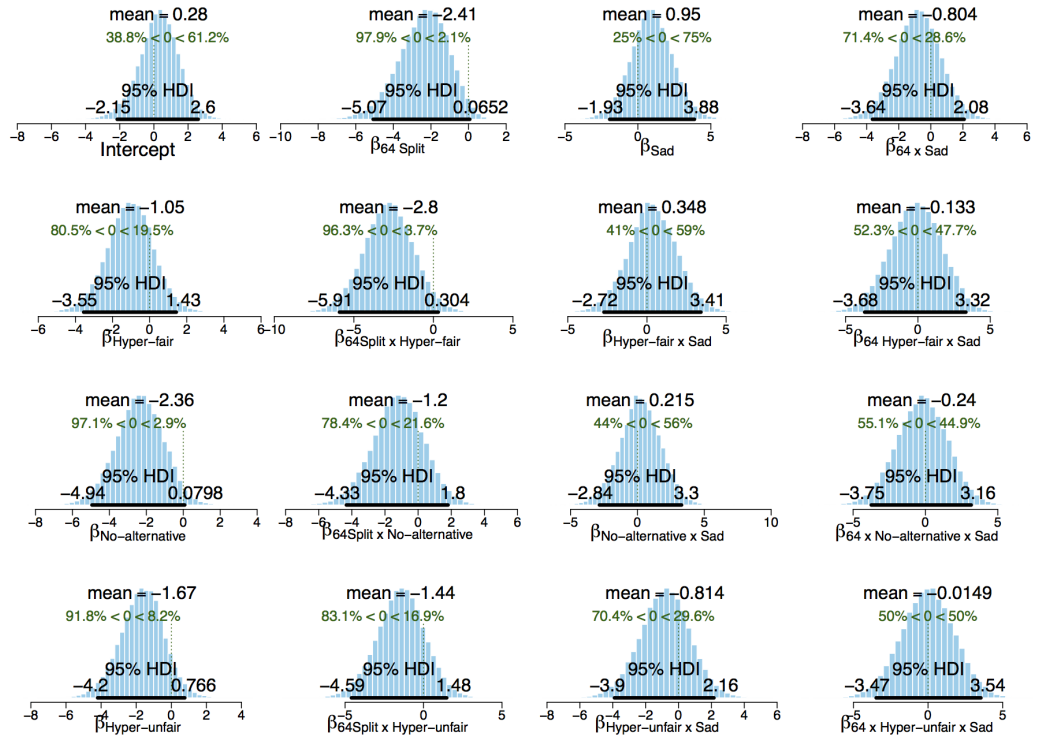 mean = 0.28
38.8% < 0 < 61.2%
95% HDI
−2.15 2.6
−8 −6 −4 −2 0 2 4 6
Intercept
mean = −2.41
97.9% < 0 < 2.1%
95% HDI
−5.07 0.0652
−10 −8 −6 −4 −2 0 2
β64 Split
mean = 0.95
25% < 0 < 75%
95% HDI
−1.93 3.88
−5 0 5
βSad
mean = −0.804
71.4% < 0 < 28.6%
95% HDI
−3.64 2.08
−8 −6 −4 −2 0 2 4 6
β64 x Sad
mean = −1.05
80.5% < 0 < 19.5%
95% HDI
−3.55 1.43
−6 −4 −2 0 2 4 6
βHyper−fair
mean = −2.8
96.3% < 0 < 3.7%
95% HDI
−5.91 0.304
−10 −5 0 5
β64Split x Hyper−fair
mean = 0.348
41% < 0 < 59%
95% HDI
−2.72 3.41
−5 0 5
βHyper−fair x Sad
mean = −0.133
52.3% < 0 < 47.7%
95% HDI
−3.68 3.32
−5 0 5
β64 Hyper−fair x Sad
mean = −2.36
97.1% < 0 < 2.9%
95% HDI
−4.94 0.0798
−8 −6 −4 −2 0 2 4
βNo−alternative
mean = −1.2
78.4% < 0 < 21.6%
95% HDI
−4.33 1.8
−8 −6 −4 −2 0 2 4 6
β64Split x No−alternative
mean = 0.215
44% < 0 < 56%
95% HDI
−2.84 3.3
−5 0 5 10
βNo−alternative x Sad
mean = −0.24
55.1% < 0 < 44.9%
95% HDI
−3.75 3.16
−5 0 5
β64 x No−alternative x Sad
mean = −1.67
91.8% < 0 < 8.2%
95% HDI
−4.2 0.766
−8 −6 −4 −2 0 2 4
βHyper−unfair
mean = −1.44
83.1% < 0 < 16.9%
95% HDI
−4.59 1.48
−5 0 5
β64Split x Hyper−unfair
mean = −0.814
70.4% < 0 < 29.6%
95% HDI
−3.9 2.16
−8 −6 −4 −2 0 2 4 6
βHyper−unfair x Sad
mean = −0.0149
50% < 0 < 50%
95% HDI
−3.47 3.54
−5 0 5
β64 x Hyper−unfair x Sad